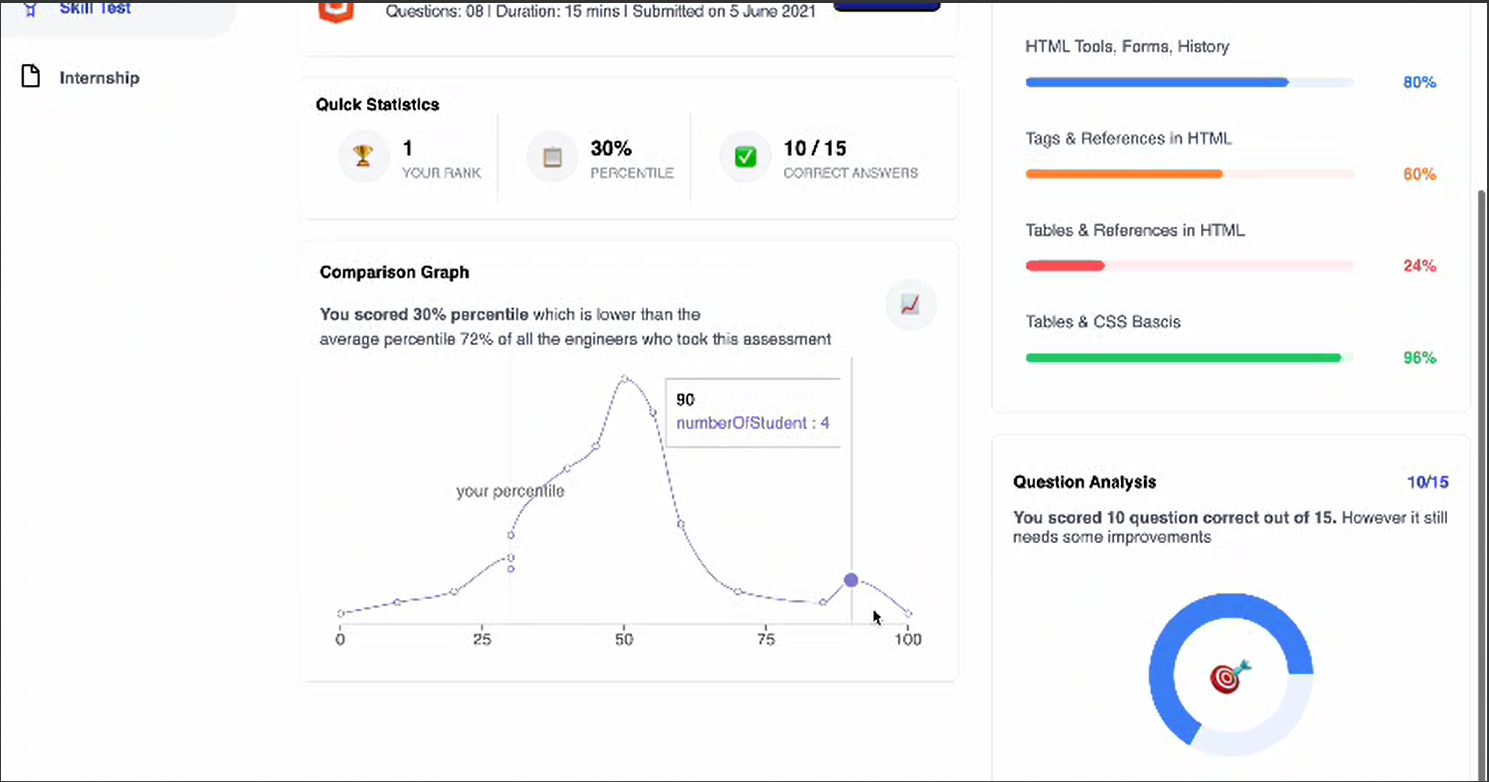 Skill Test
Internship
Questions: 08 | Duration: 15 mins | Submitted on 5 June 2021
Quick Statistics
1
YOUR RANK
30%
PERCENTILE
10 / 15
CORRECT ANSWERS
Comparison Graph
You scored 30% percentile which is lower than the
average percentile 72% of all the engineers who took this assessment
90
numberOfStudent : 4
your percentile
0 25 50 75 100
HTML Tools, Forms, History
80%
Tags & References in HTML
60%
Tables & References in HTML
24%
Tables & CSS Bascis
96%
Question Analysis
10/15
You scored 10 question correct out of 15. However it still
needs some improvements